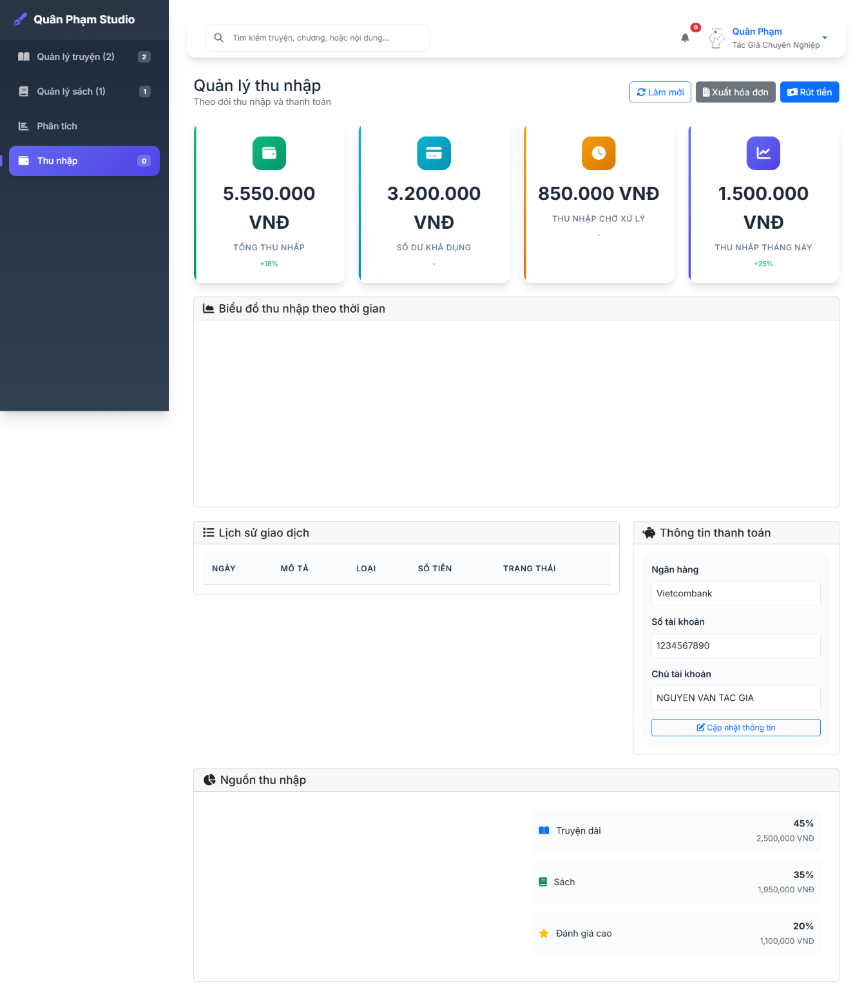 Quân Phạm Studio
Quản lý truyện (2) 2
Quản lý sách (1) 1
Phân tích
Thu nhập 0
Tìm kiếm truyện, chương, hoặc nội dung...
0
Quân Phạm
Tác Giả Chuyên Nghiệp
Quản lý thu nhập
Theo dõi thu nhập và thanh toán
Làm mới
Xuất hóa đơn
Rút tiền
5.550.000
VNĐ
TỔNG THU NHẬP
+18%
3.200.000
VNĐ
SỐ DƯ KHẢ DỤNG
-
850.000 VNĐ
THU NHẬP CHỜ XỬ LÝ
-
1.500.000
VNĐ
THU NHẬP THÁNG NÀY
+25%
Biểu đồ thu nhập theo thời gian
Lịch sử giao dịch
NGÀY MÔ TẢ LOẠI SỐ TIỀN TRẠNG THÁI
Thông tin thanh toán
Ngân hàng
Vietcombank
Số tài khoản
1234567890
Chủ tài khoản
NGUYEN VAN TAC GIA
Cập nhật thông tin
Nguồn thu nhập
Truyện dài
45%
2,500,000 VNĐ
Sách
35%
1,950,000 VNĐ
Đánh giá cao
20%
1,100,000 VNĐ